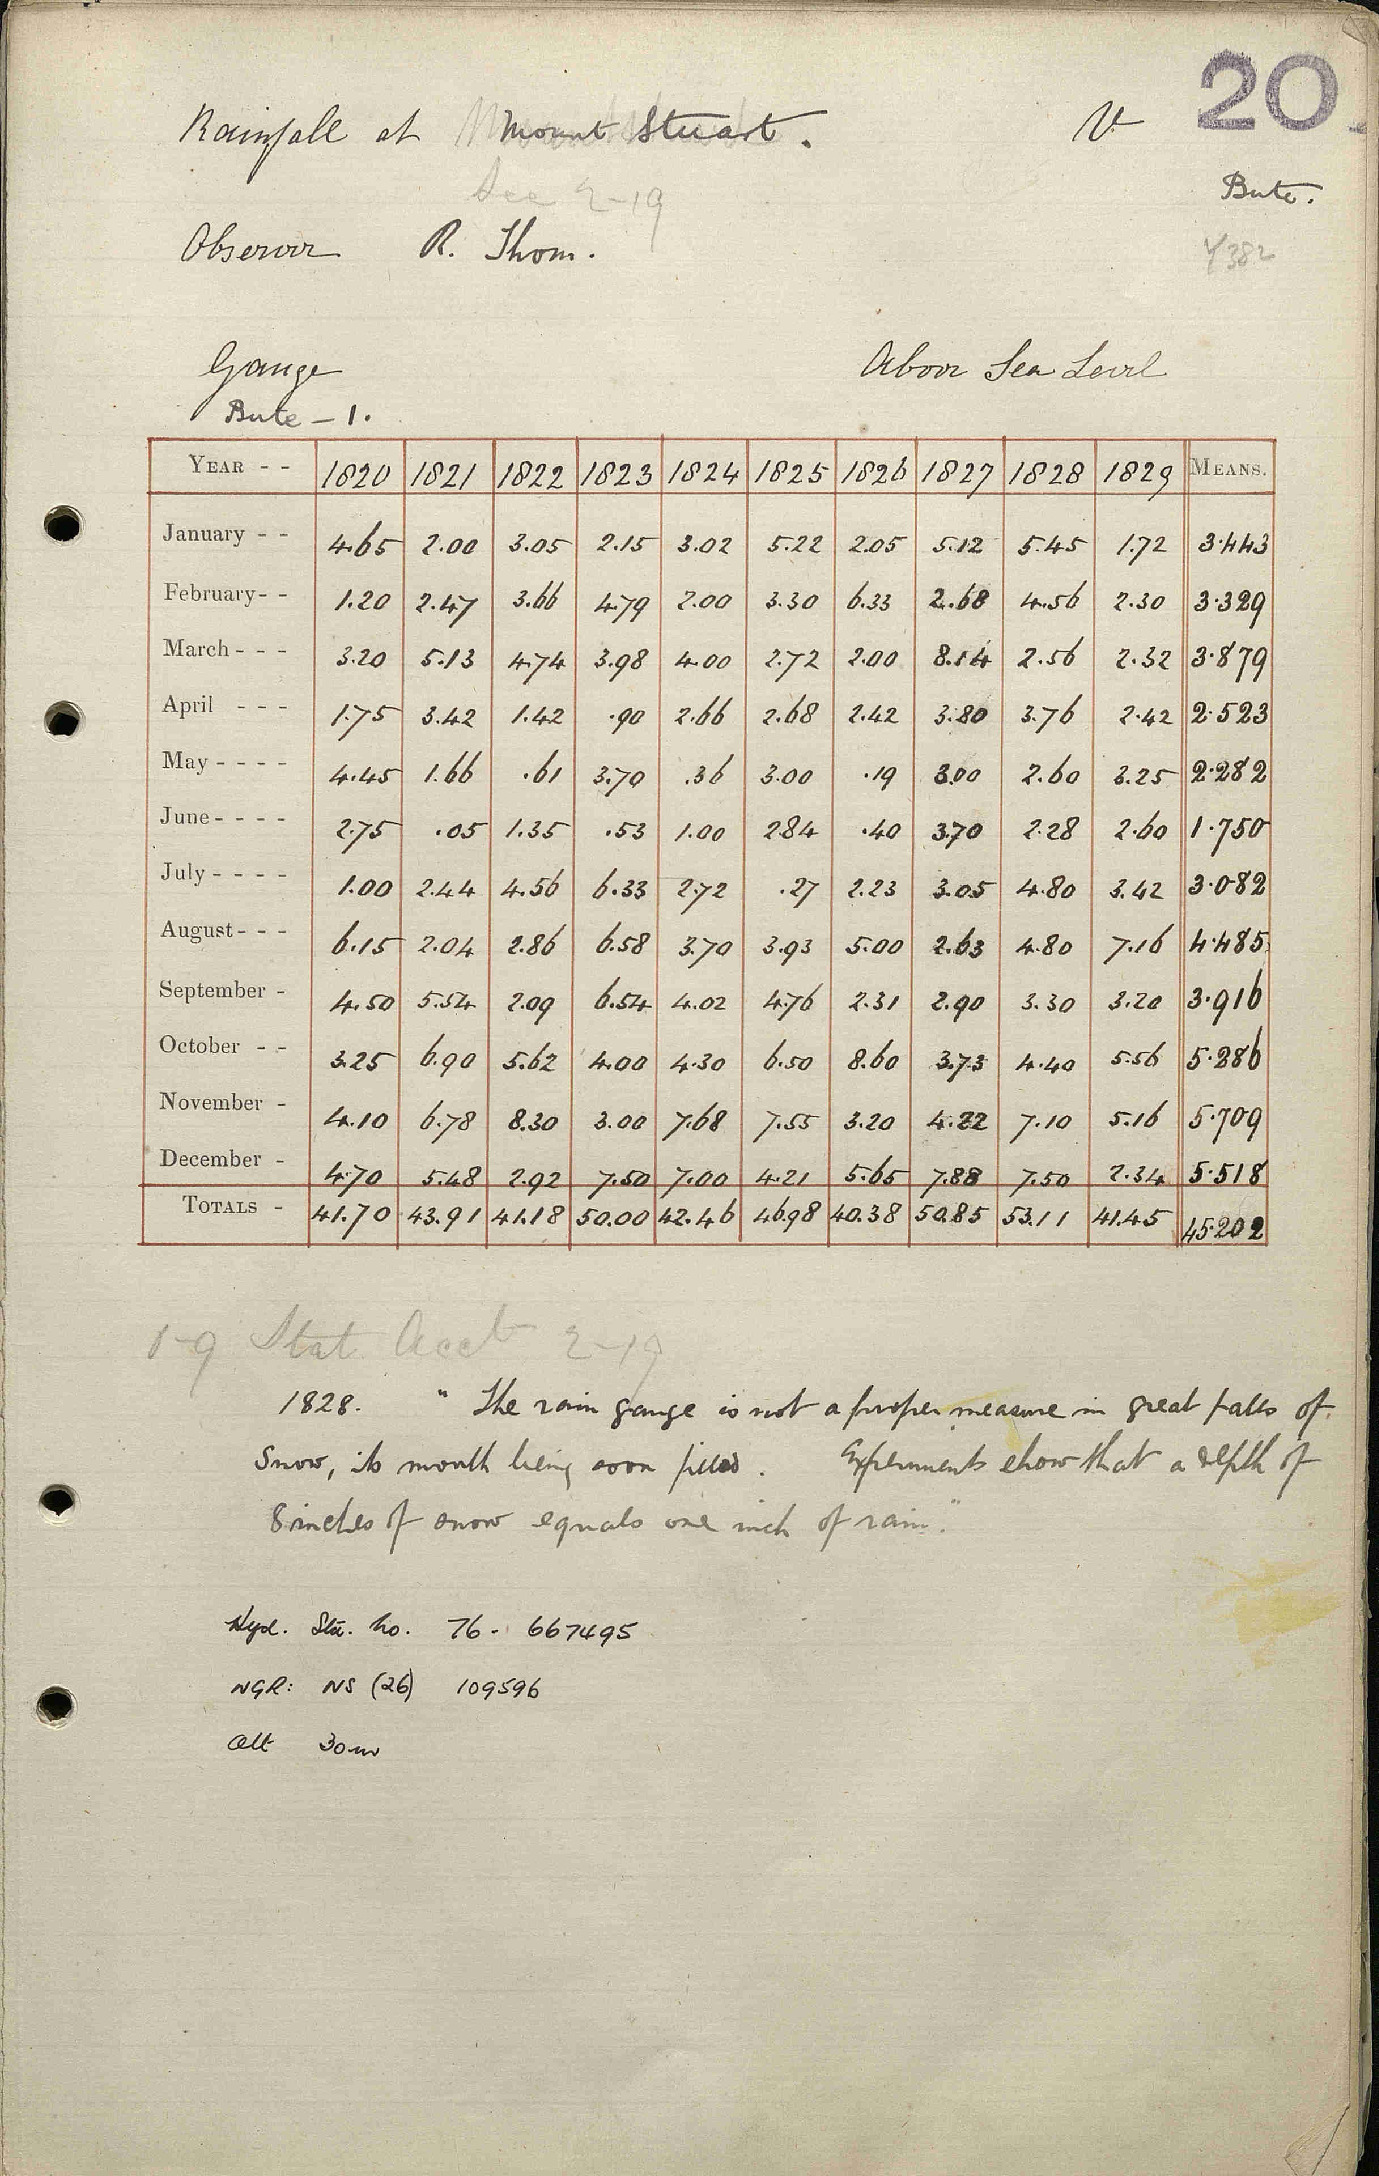 20
Rainfall at Mount Stuart.
V
See 2-19
Bute.
Observer R. Thom.
4382
Gauge Above Sea Level
Bute - 1.
YEAR - - 1820 1821 1822 1823 1824 1825 1826 1827 1828 1829 MEANS.
January - - 4.65 2.00 3.05 2.15 3.02 5.22 2.05 5.12 5.45 1.72 3.443
February - - 1.20 2.47 3.66 4.79 2.00 3.30 6.33 2.68 4.56 2.30 3.329
March - - - 3.20 5.13 4.74 3.98 4.00 2.72 2.00 8.14 2.56 2.32 3.879
April - - - 1.75 3.42 1.42 .90 2.66 2.68 2.42 3.80 3.76 2.42 2.523
May - - - - 4.45 1.66 .61 3.70 .36 3.00 .19 3.00 2.60 3.25 2.282
June - - - - 2.75 .05 1.35 .53 1.00 2.84 .40 3.70 2.28 2.60 1.750
July - - - - 1.00 2.44 4.56 6.33 2.72 .27 2.23 3.05 4.80 3.42 3.082
August - - - 6.15 2.04 2.86 6.58 3.70 3.93 5.00 2.63 4.80 7.16 4.485
September - 4.50 5.54 2.09 6.54 4.02 4.76 2.31 2.90 3.30 3.20 3.916
October - - 3.25 6.90 5.62 4.00 4.30 6.50 8.60 3.73 4.40 5.56 5.286
November - 4.10 6.78 8.30 3.00 7.68 7.55 3.20 4.22 7.10 5.16 5.709
December - 4.70 5.48 2.92 7.50 7.00 4.21 5.65 7.88 7.50 2.34 5.518
TOTALS - 41.70 43.91 41.18 50.00 42.46 46.98 40.38 50.85 53.11 41.45 45.202
1-9 Stat Acct 2-19
1828. "The rain gauge is not a proper measure in great falls of
Snow, its mouth being soon filled. Experiments show that a depth of
8 inches of snow equals one inch of rain."
Hyd. Sta. No. 76 - 667495
NGR: NS (26) 109596
Alt 30m